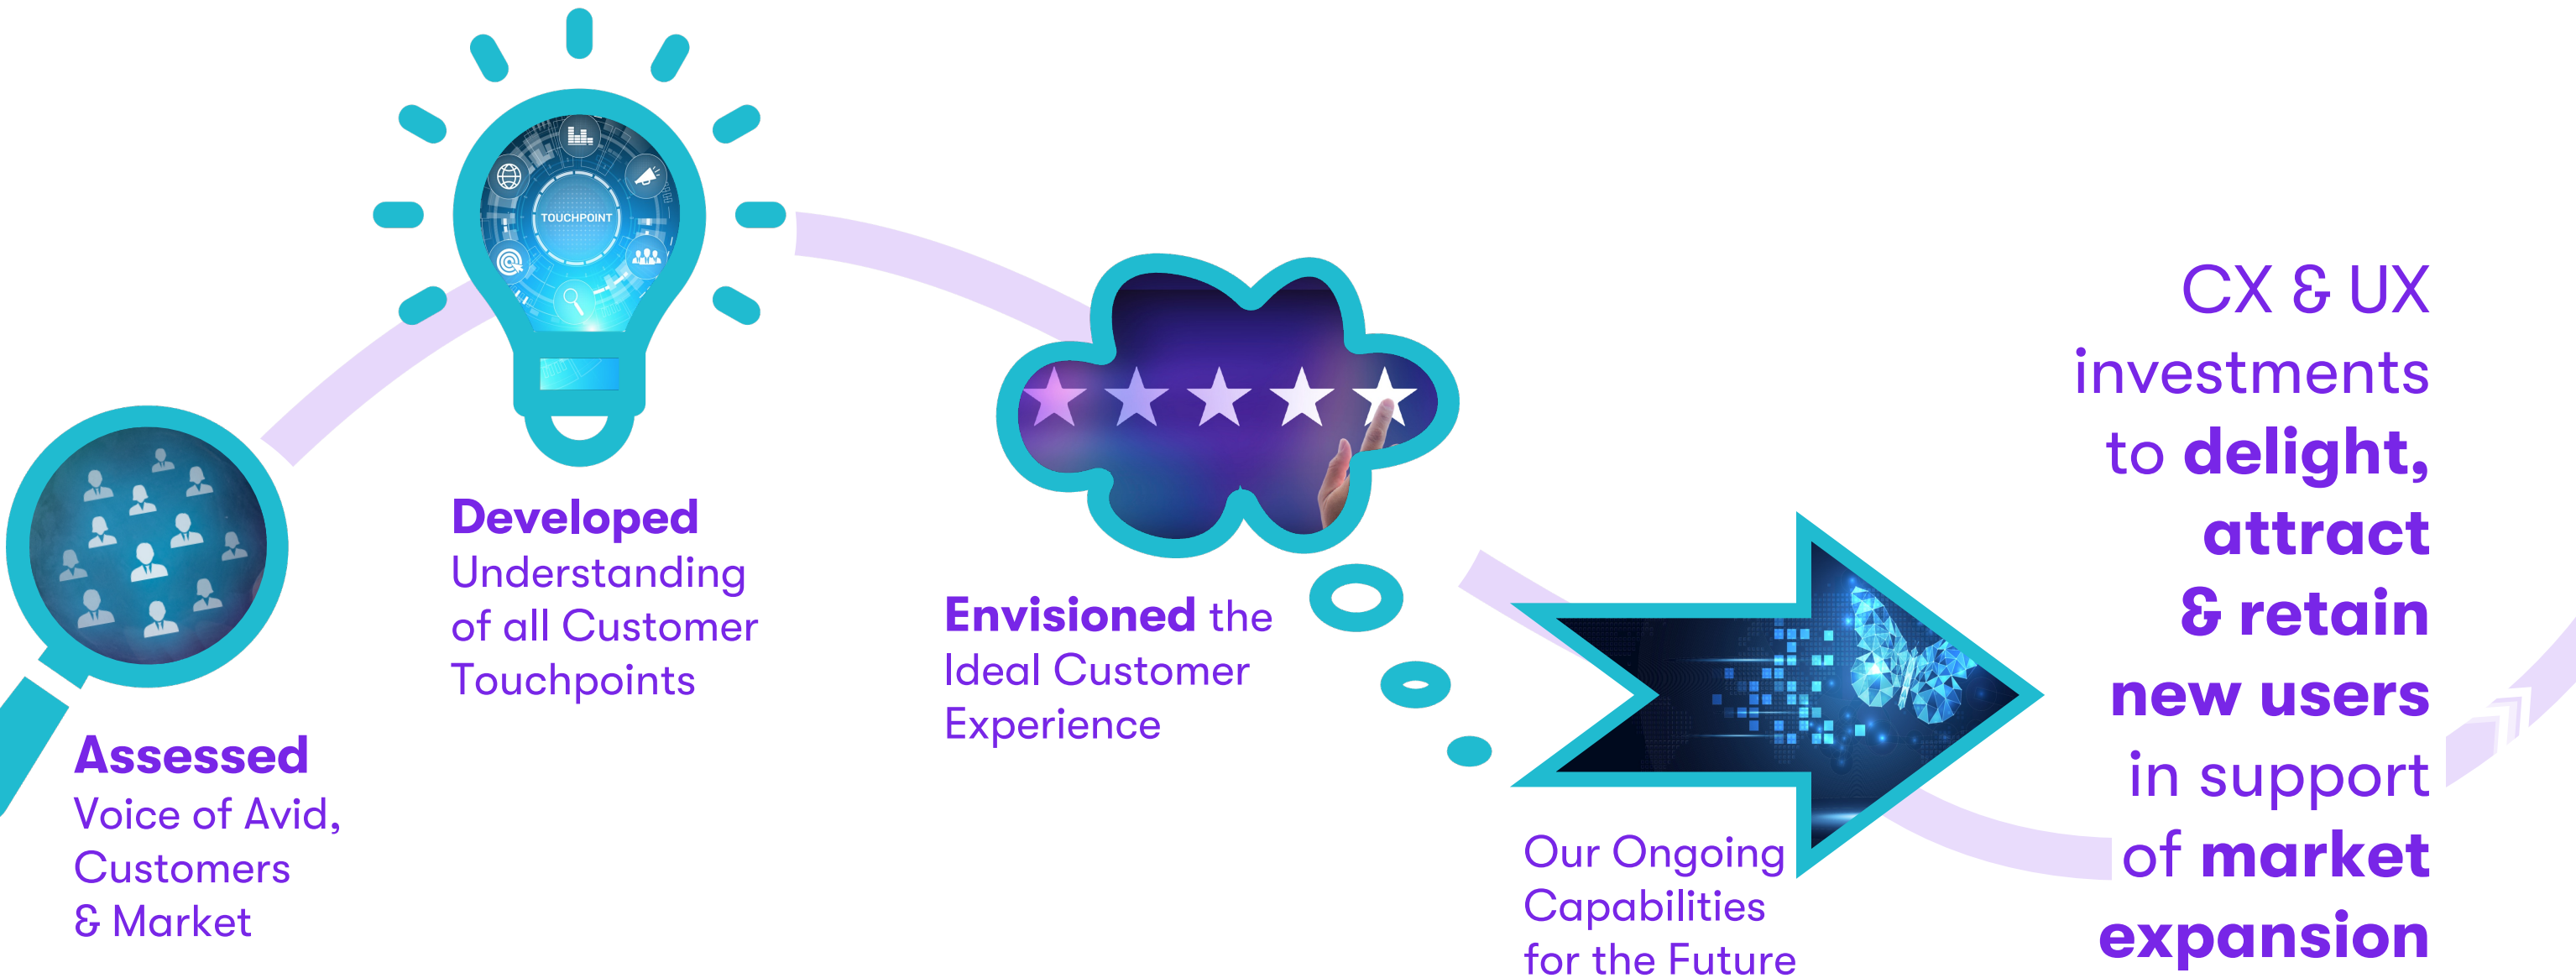 TOUCHPOINT
Assessed
Voice of Avid,
Customers
& Market
Developed
Understanding
of all Customer
Touchpoints
Envisioned the
Ideal Customer
Experience
Our Ongoing
Capabilities
for the Future
CX & UX
investments
to delight,
attract
& retain
new users
in support
of market
expansion